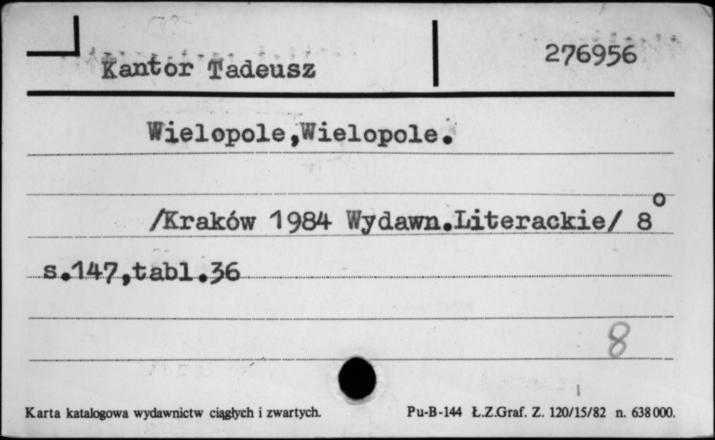 Kantor Tadeusz 276956
Wielopole,Wielopole.
/Kraków 1984 Wydawn.Literackie/ 8°
s.147,tabl.36
8
Karta katalogowa wydawnictw ciągłych i zwartych. Pu-B-144 Ł.Z.Graf. Z. 120/15/82 n. 638000.